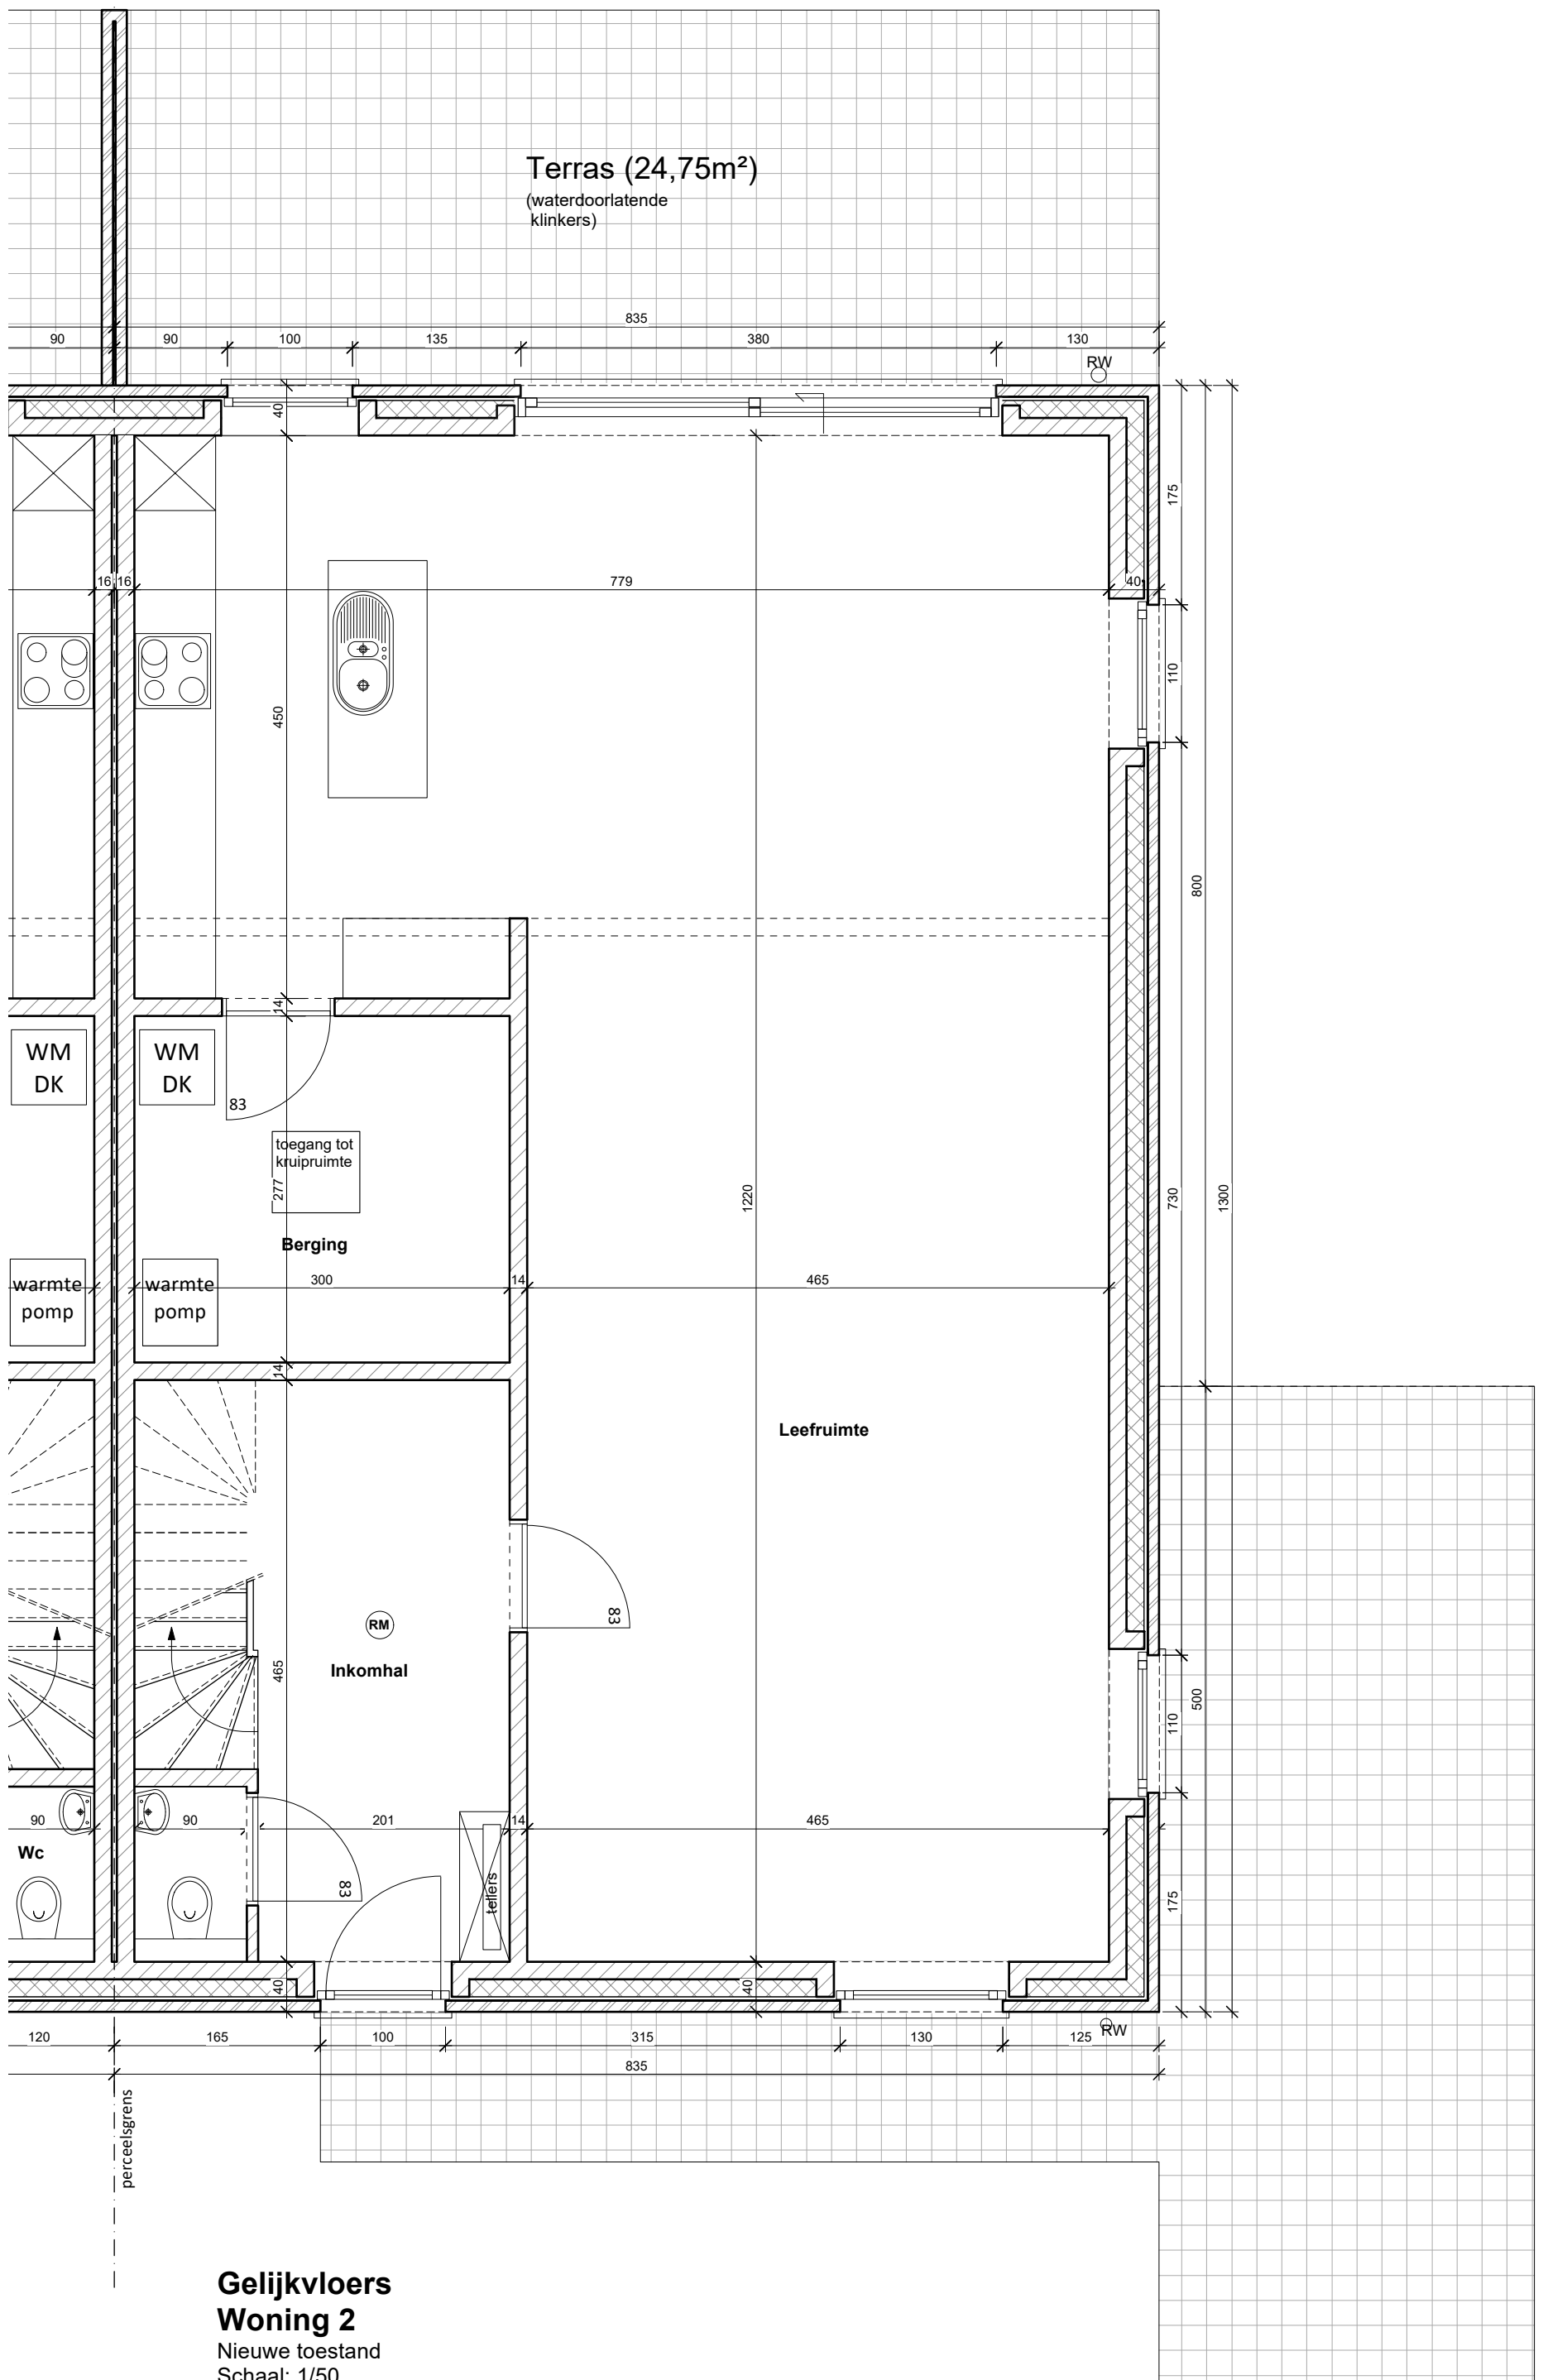 Terras (24,75m²)
(waterdoorlatende
klinkers)
835
90
90
100
135
380
130
RW
40
175
16
16
779
40
110
450
800
14
WM
DK
WM
DK
83
toegang tot
kruipruimte
277
1220
730
1300
Berging
warmte
pomp
warmte
pomp
300
14
465
14
Leefruimte
83
RM
Inkomhal
465
500
110
90
90
201
14
465
Wc
83
tellers
175
40
40
RW
120
165
100
315
130
125
835
perceelsgrens
Gelijkvloers
Woning 2
Nieuwe toestand
Schaal: 1/50